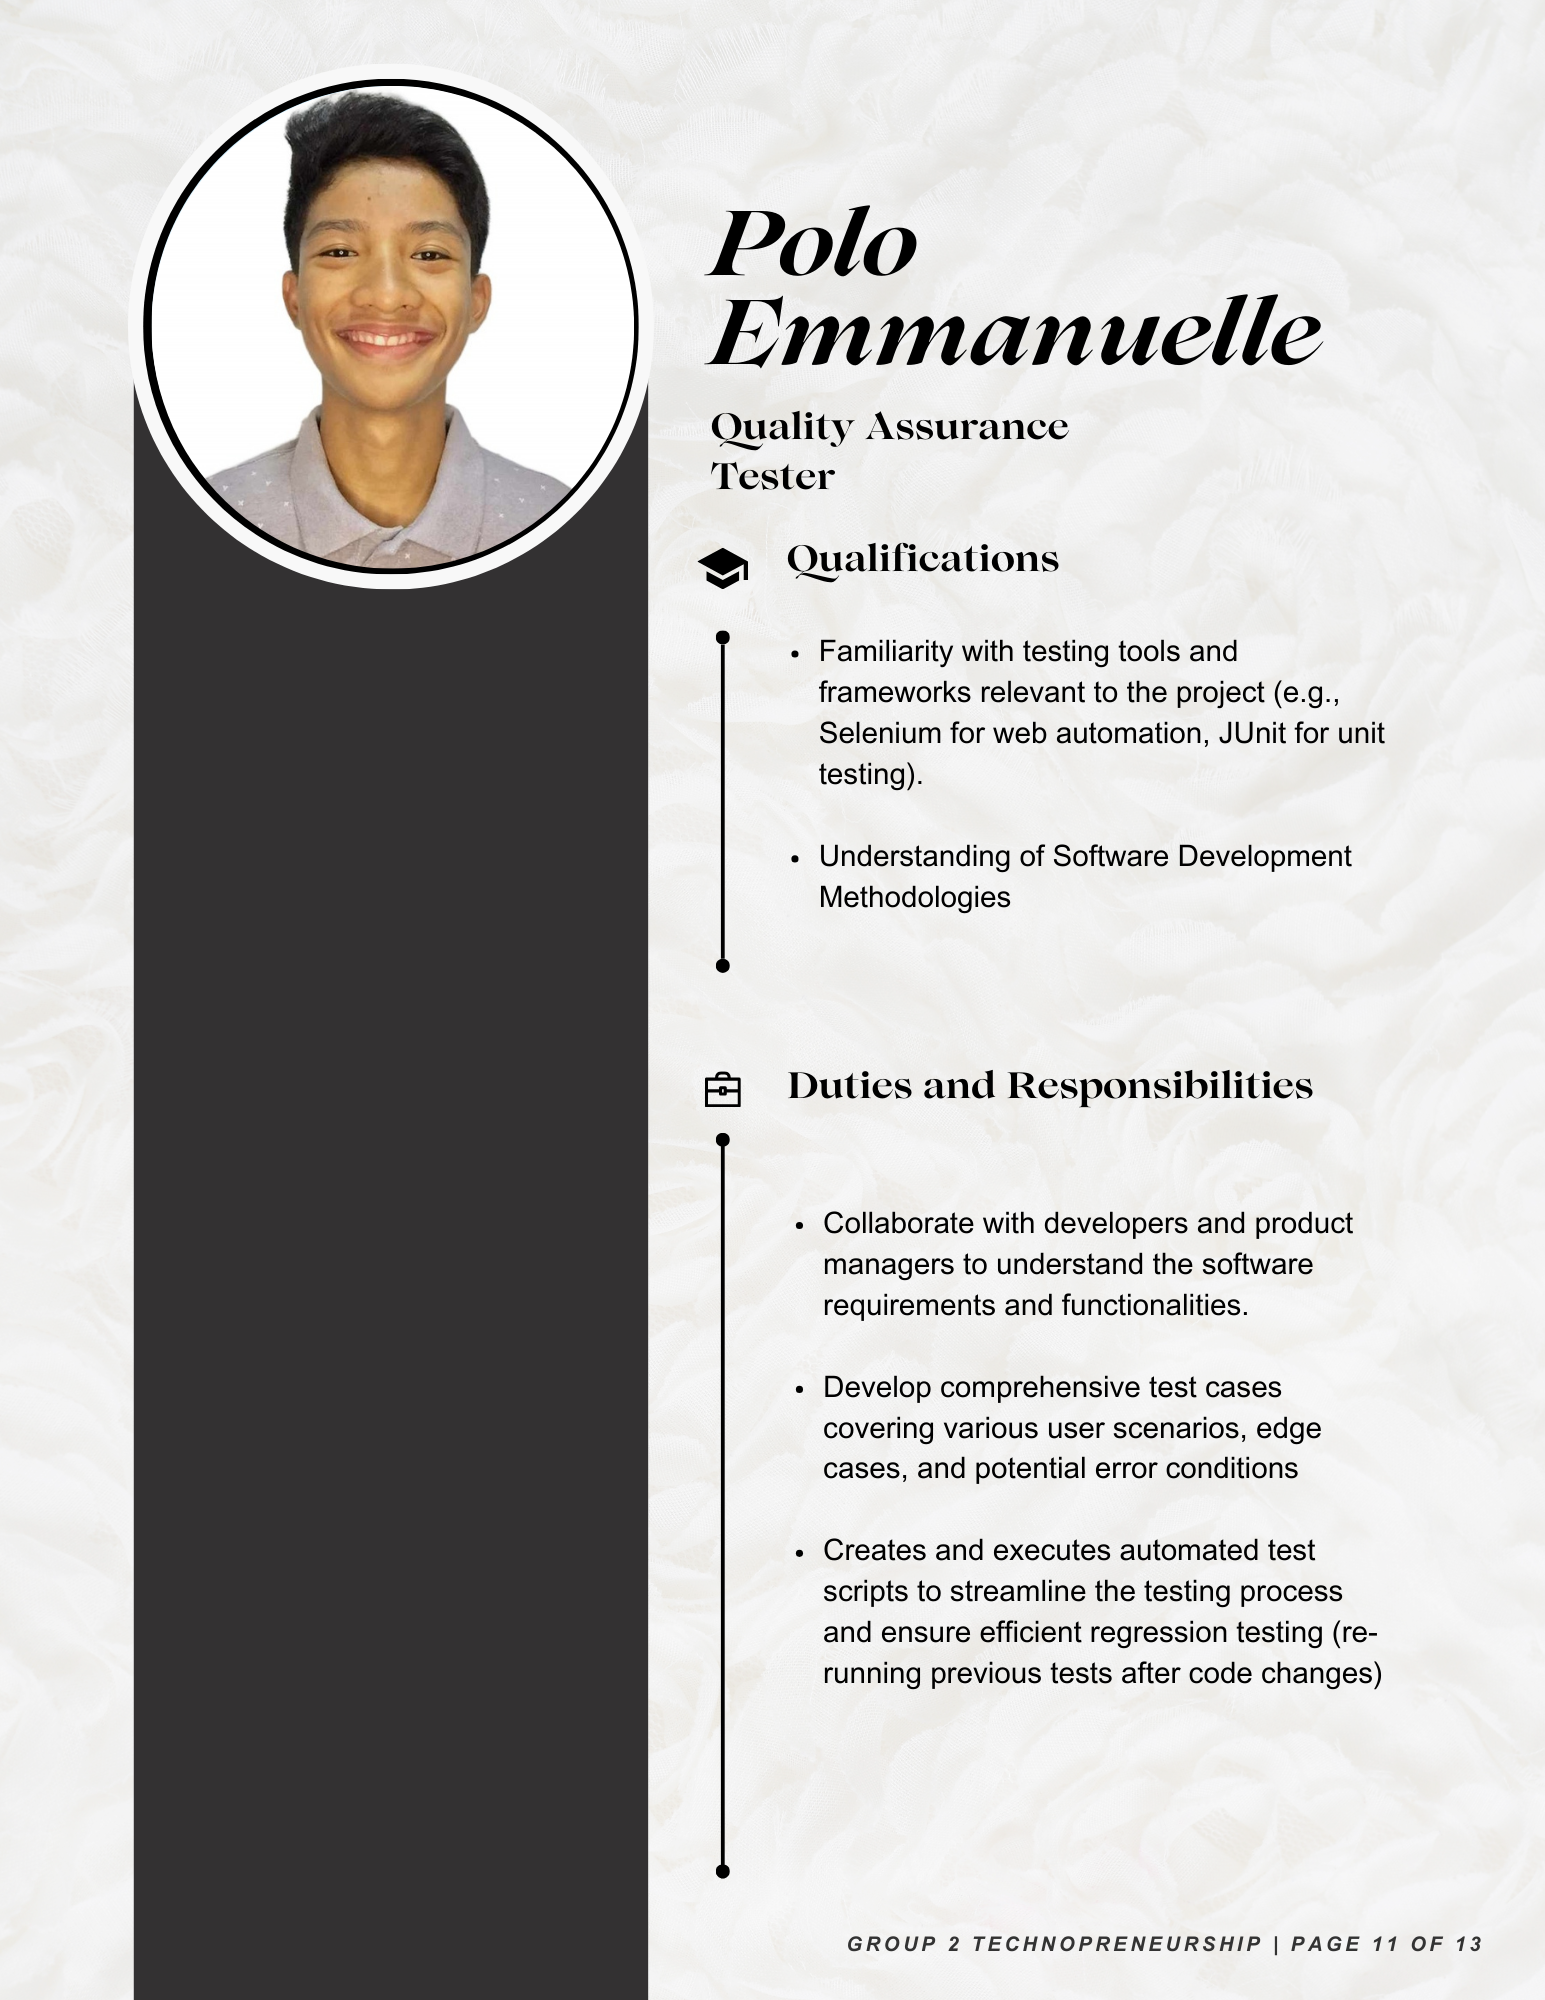 Polo
Emmanuelle
Quality Assurance
Tester
Qualifications
• Familiarity with testing tools and
frameworks relevant to the project (e.g.,
Selenium for web automation, JUnit for unit
testing).
• Understanding of Software Development
Methodologies
Duties and Responsibilities
• Collaborate with developers and product
managers to understand the software
requirements and functionalities.
• Develop comprehensive test cases
covering various user scenarios, edge
cases, and potential error conditions
• Creates and executes automated test
scripts to streamline the testing process
and ensure efficient regression testing (re-
running previous tests after code changes)
GROUP 2 TECHNOPRENEURSHIP | PAGE 11 OF 13